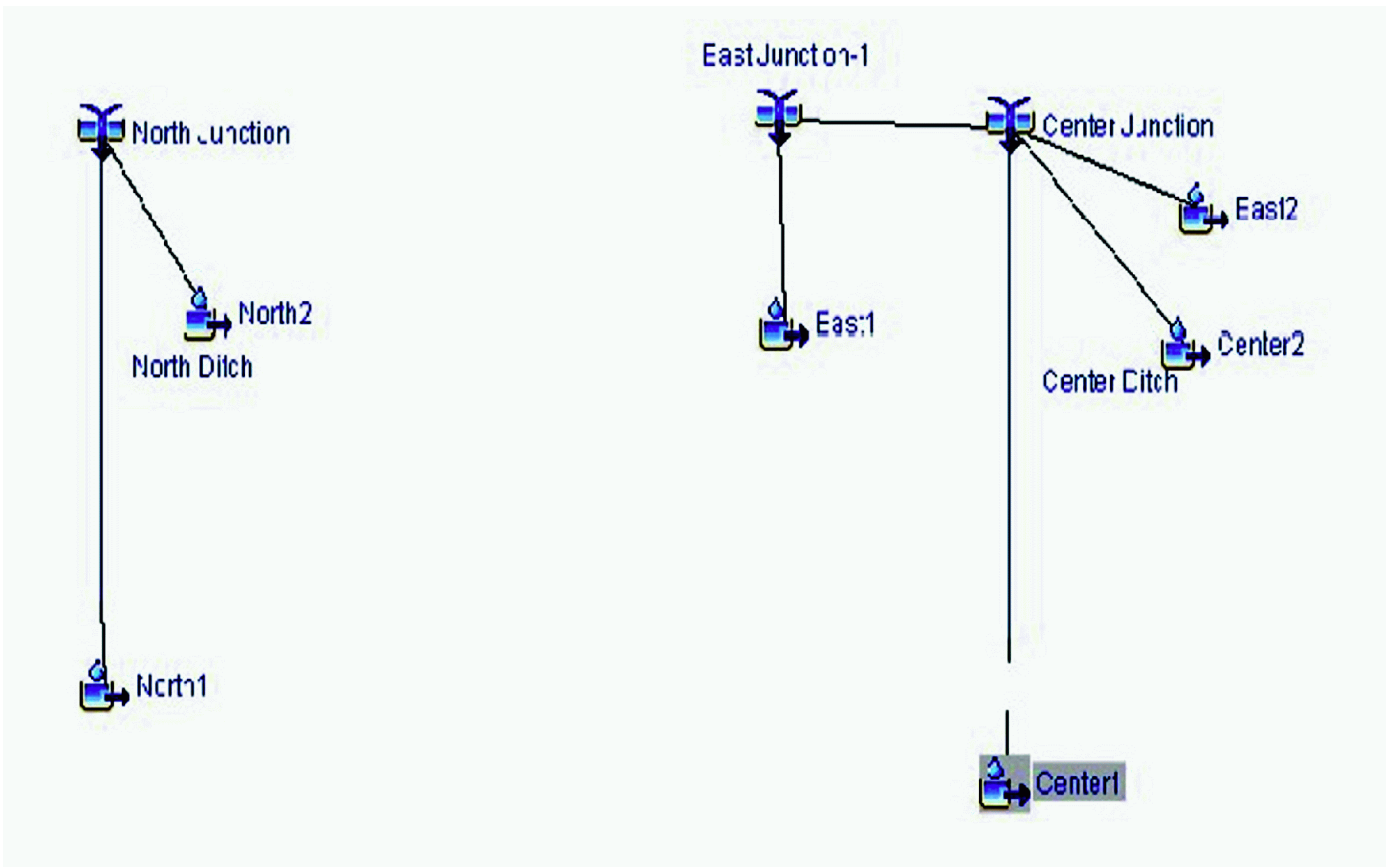 East Junction-1
North Junction
Center Junction
East2
North2
East1
Center2
North Ditch
Center Ditch
North1
Center1